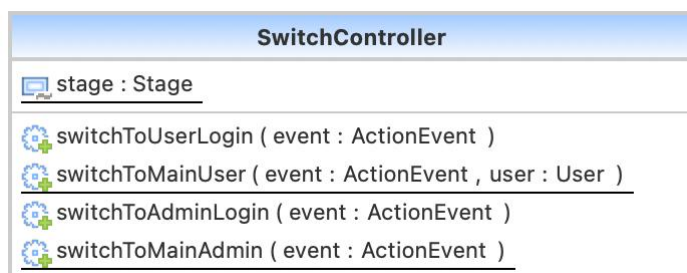 SwitchController
stage : Stage
switchToUserLogin ( event : ActionEvent )
switchToMainUser ( event : ActionEvent , user : User )
switchToAdminLogin ( event : ActionEvent )
switchToMainAdmin ( event : ActionEvent )